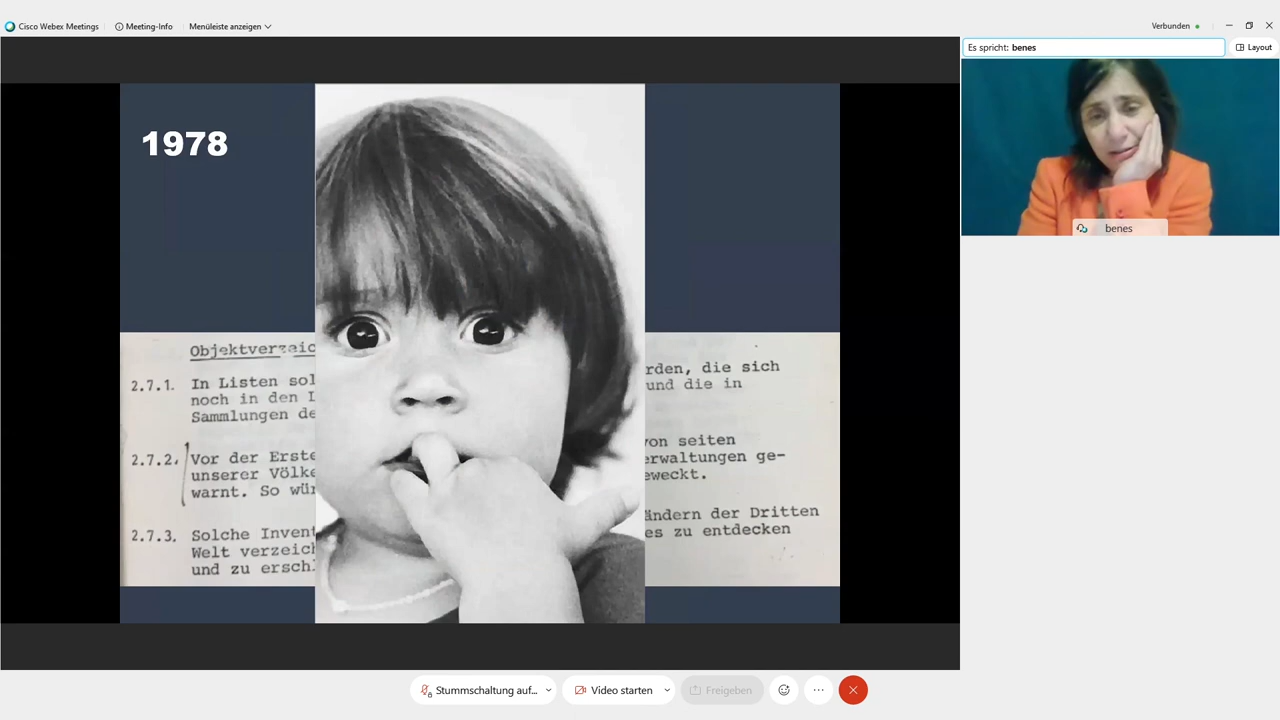 Cisco Webex Meetings
Meeting-Info
Menüleiste anzeigen
Verbunden
Es spricht: benes
Layout
benes
1978
Objektverzeic
2.7.1. In Listen sol
noch in den L
Sammlungen de
rden, die sich
und die in
2.7.2. Vor der Erste
unserer Völke
warnt. So wür
von seiten
erwaltungen ge-
eweckt.
2.7.3. Solche Invent
Welt verzeich
und zu erschl
ändern der Dritten
es zu entdecken
Stummschaltung auf...
Video starten
Freigeben